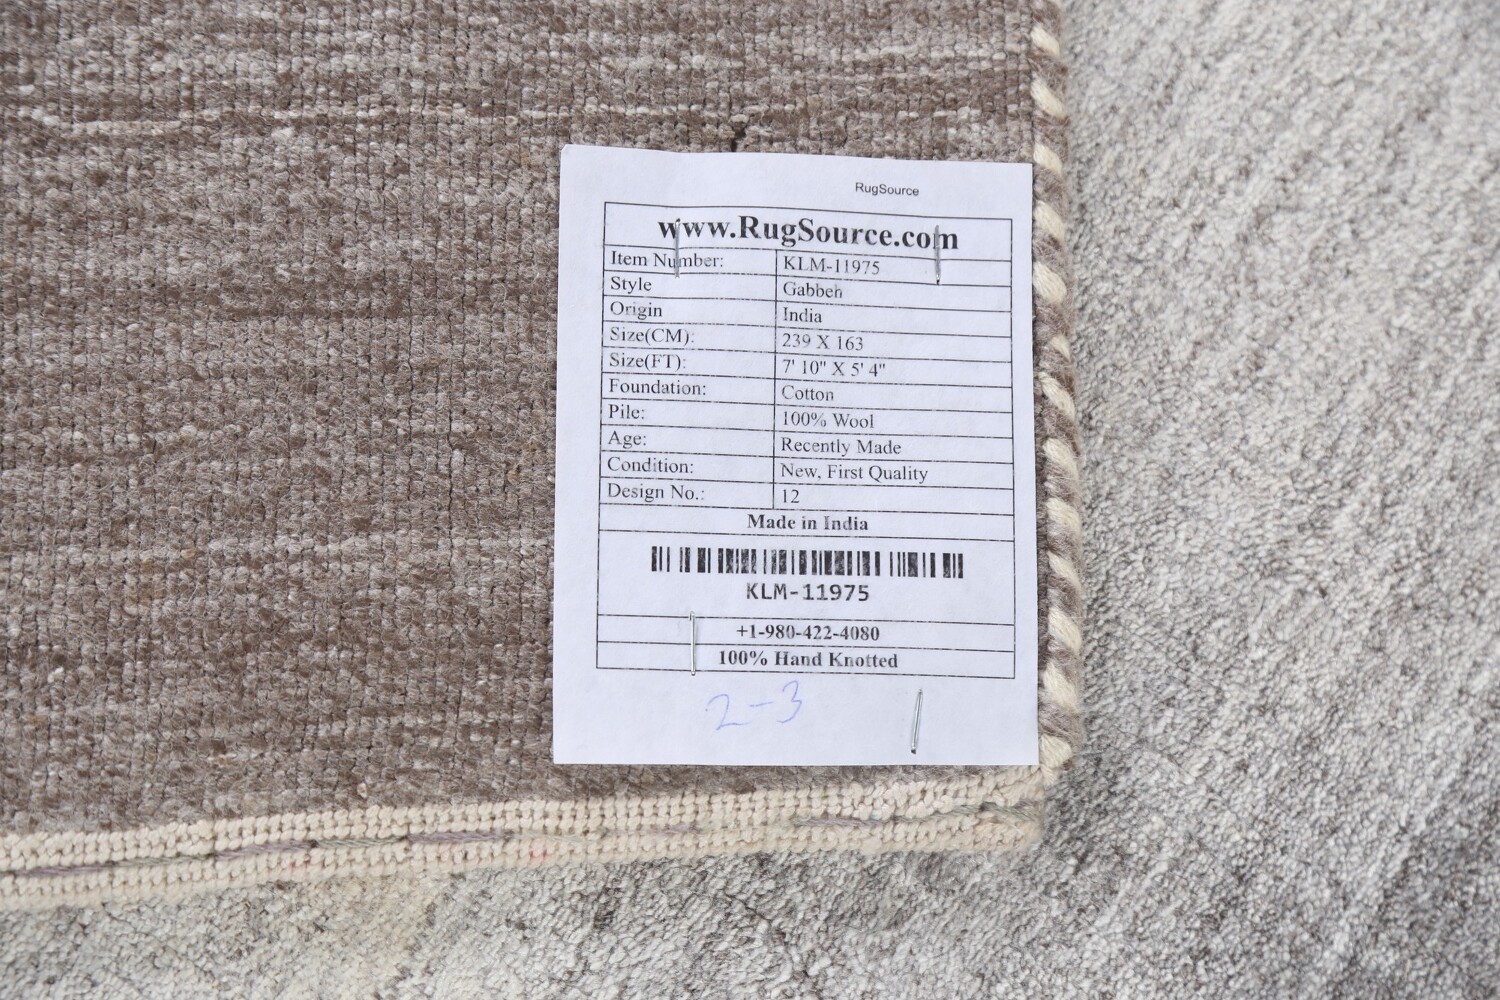 RugSource
www.RugSource.com
Item Number: KLM-11975
Style Gabbeh
Origin India
Size(CM): 239 X 163
Size(FT): 7' 10" X 5' 4"
Foundation: Cotton
Pile: 100% Wool
Age: Recently Made
Condition: New, First Quality
Design No.: 12
Made in India
KLM-11975
+1-980-422-4080
100% Hand Knotted
2-3